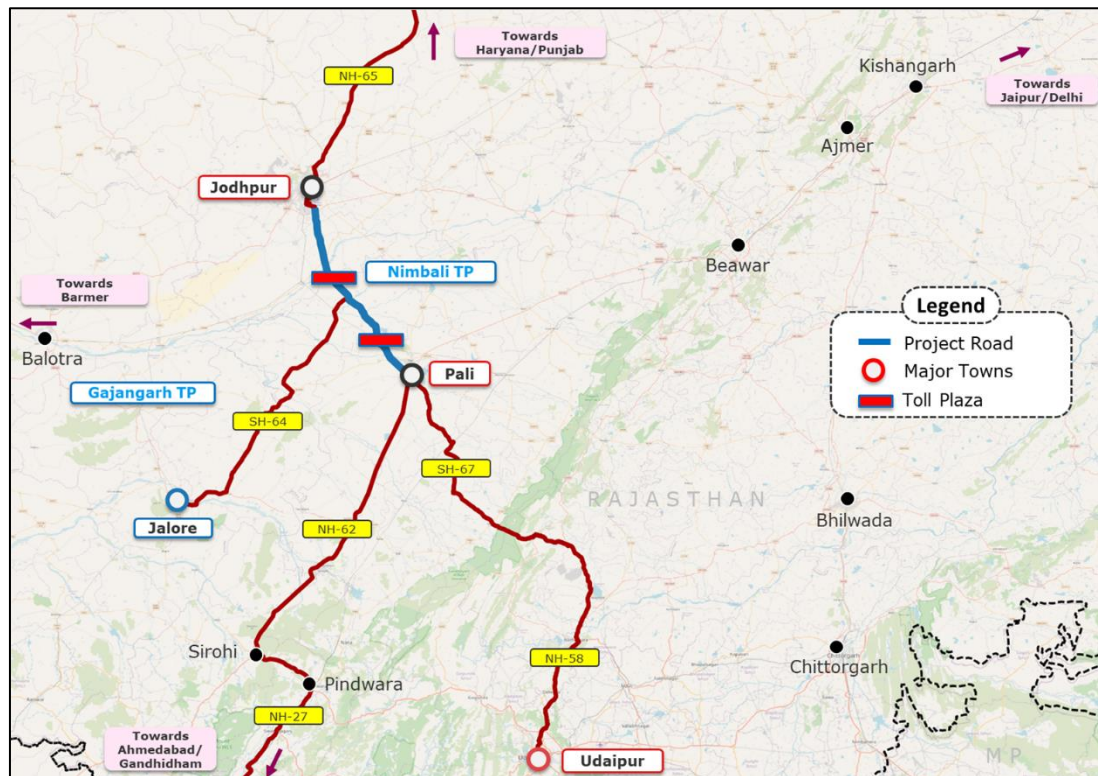 Towards
Haryana/Punjab
NH-65
Kishangarh
Towards
Jaipur/Delhi
Ajmer
Jodhpur
Beawar
Nimbali TP
Towards
Barmer
Balotra
Legend
Project Road
Major Towns
Toll Plaza
Pali
Gajangarh TP
SH-64
SH-67
RAJASTHAN
Jalore
NH-62
Bhilwada
Sirohi
NH-58
Chittorgarh
Pindwara
NH-27
Towards
Ahmedabad/
Gandhidham
Udaipur
MP